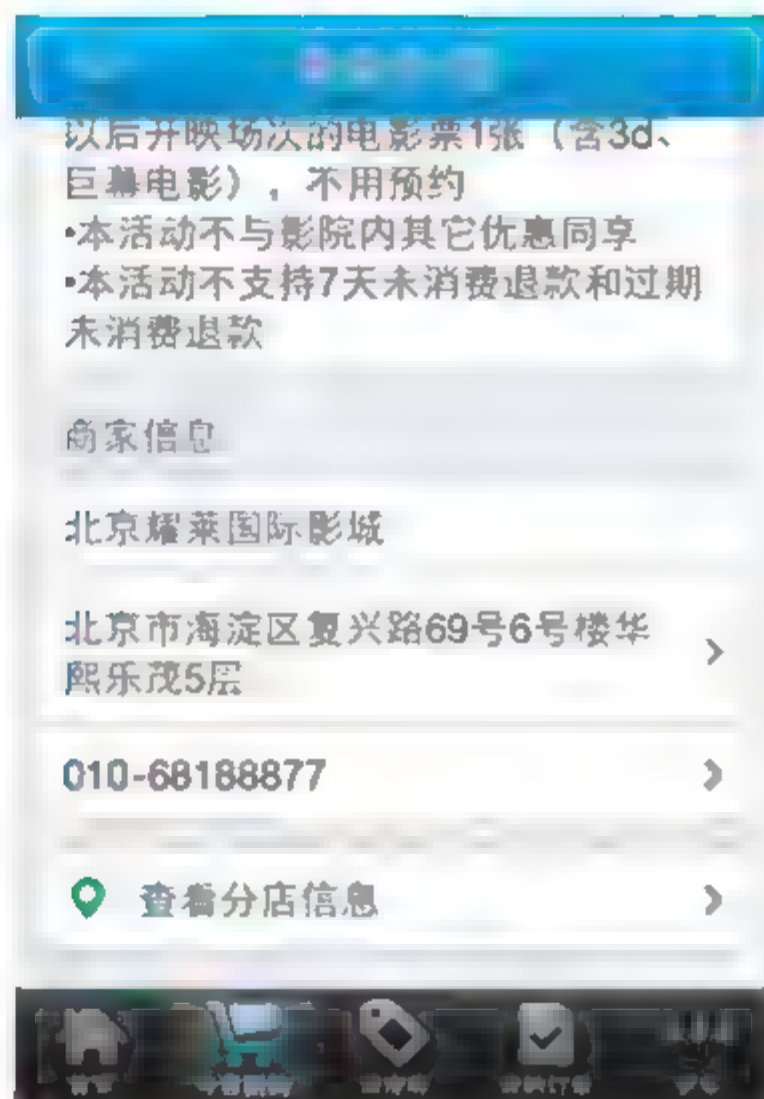 以后开映场次的电影票1张（含3d、
巨幕电影），不用预约
•本活动不与影院内其它优惠同享
•本活动不支持7天未消费退款和过期
未消费退款
商家信息
北京耀莱国际影城
北京市海淀区复兴路69号6号楼华
熙乐茂5层
010-68188877
查看分店信息